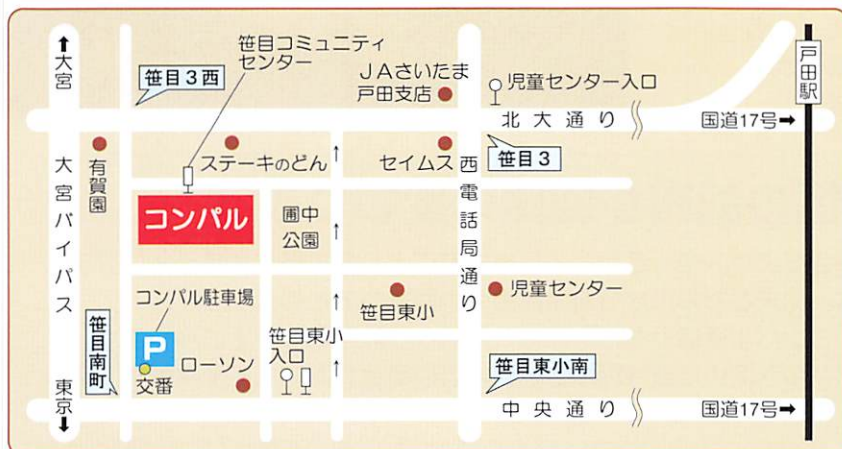 笹目コミュニティ
センター
↑
大宮
笹目3西
JAさいたま
戸田支店
児童センター入口
戸田駅
北大通り
国道17号→
有賀園
ステーキのどん
セイムス
笹目3
大宮バイパス
コンパル
圃中
公園
西電話局通り
コンパル駐車場
P
笹目東小
児童センター
笹目南町
笹目東小
入口
ローソン
交番
笹目東小南
東京
↓
中央通り
国道17号→